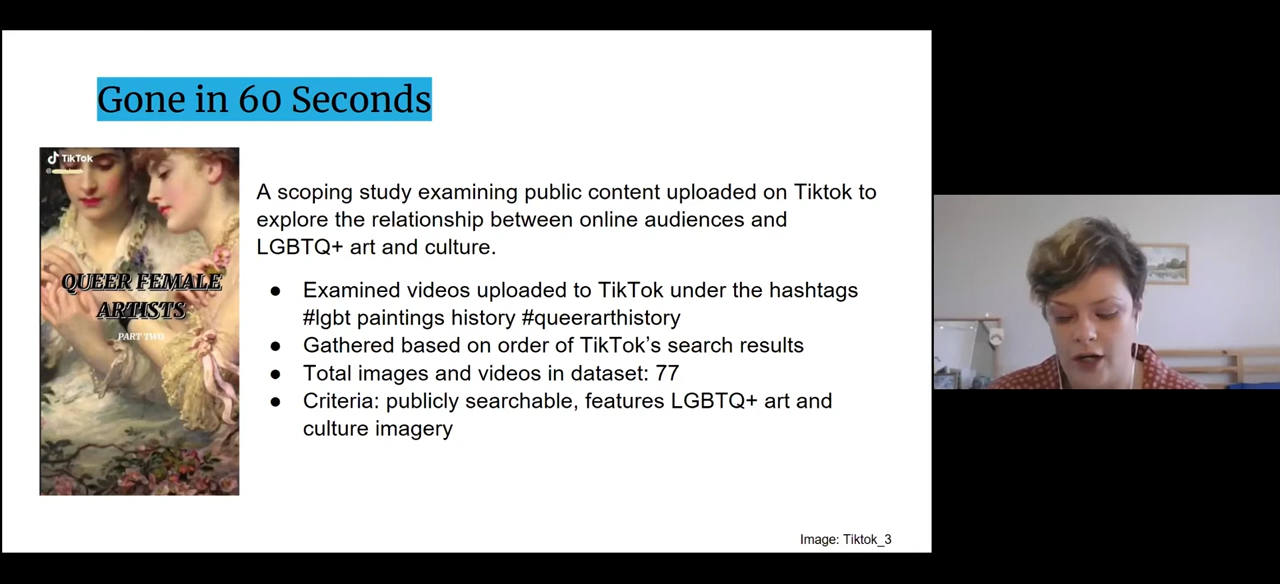 Gone in 60 Seconds
TikTok
@
QUEER FEMALE
ARTISTS
PART TWO
A scoping study examining public content uploaded on Tiktok to
explore the relationship between online audiences and
LGBTQ+ art and culture.
● Examined videos uploaded to TikTok under the hashtags
#lgbt paintings history #queerarthistory
● Gathered based on order of TikTok’s search results
● Total images and videos in dataset: 77
● Criteria: publicly searchable, features LGBTQ+ art and
culture imagery
Image: Tiktok_3